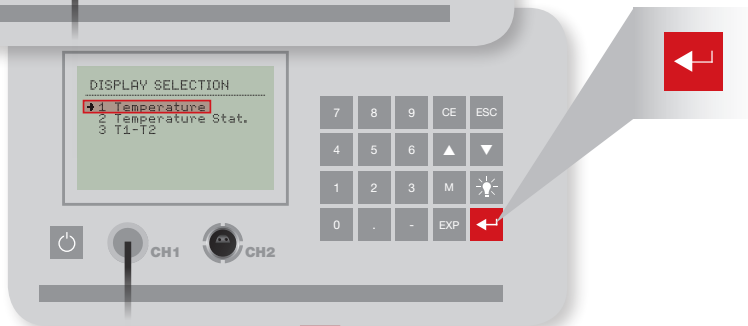 DISPLAY SELECTION
1 Temperature
2 Temperature Stat.
3 T1-T2
7 8 9 CE ESC
4 5 6
1 2 3 M
0 . - EXP
CH1 CH2